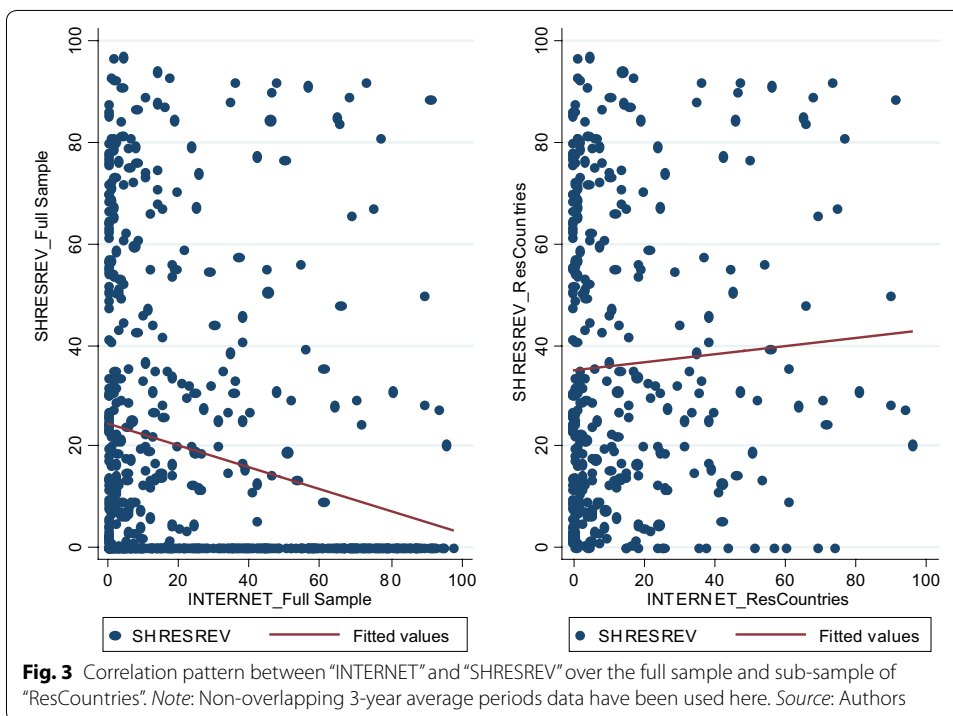 SHRESREV_Full Sample
100
80
60
40
20
0
0 20 40 60 80 100
INTERNET_Full Sample
SHRESREV Fitted values
SHRESREV_ResCountries
100
80
60
40
20
0
0 20 40 60 80 100
INTERNET_ResCountries
SHRESREV Fitted values
Fig. 3 Correlation pattern between “INTERNET” and “SHRESREV” over the full sample and sub-sample of
“ResCountries”. Note: Non-overlapping 3-year average periods data have been used here. Source: Authors